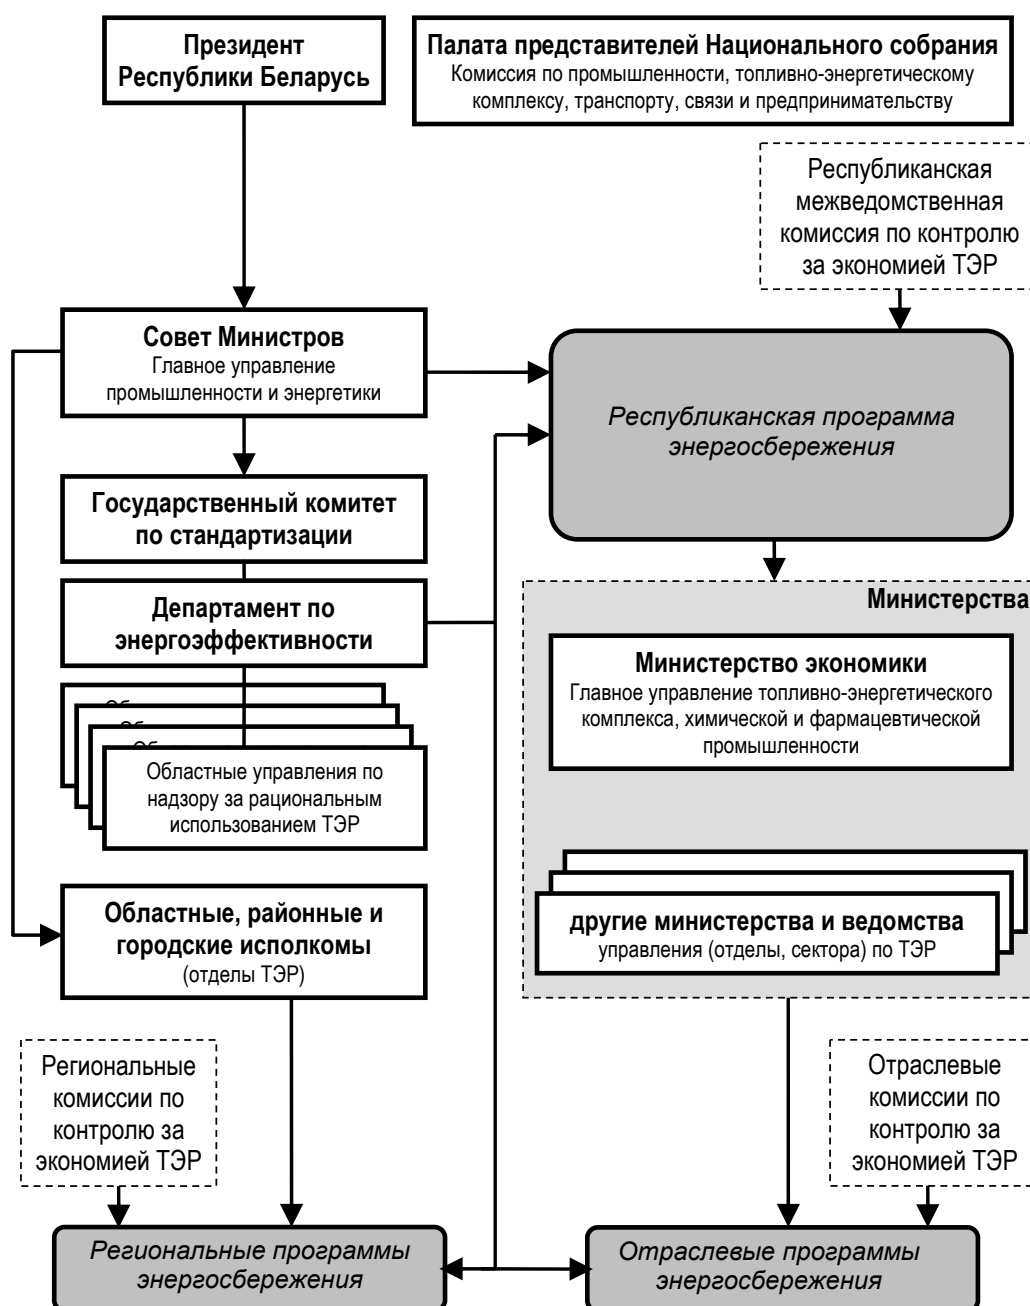 Президент
Республики Беларусь
Палата представителей Национального собрания
Комиссия по промышленности, топливно-энергетическому
комплексу, транспорту, связи и предпринимательству
Республиканская
межведомственная
комиссия по контролю
за экономией ТЭР
Совет Министров
Главное управление
промышленности и энергетики
Республиканская программа
энергосбережения
Государственный комитет
по стандартизации
Департамент по
энергоэффективности
Министерства
Министерство экономики
Главное управление топливно-энергетического
комплекса, химической и фармацевтической
промышленности
Областные управления по
надзору за рациональным
использованием ТЭР
Областные, районные и
городские исполкомы
(отделы ТЭР)
другие министерства и ведомства
управления (отделы, сектора) по ТЭР
Региональные
комиссии по
контролю за
экономией ТЭР
Отраслевые
комиссии по
контролю за
экономией ТЭР
Региональные программы
энергосбережения
Отраслевые программы
энергосбережения